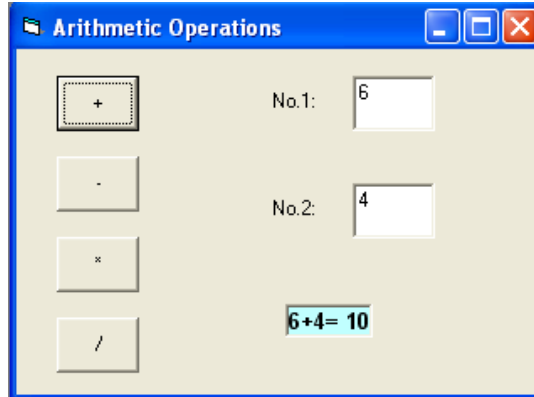 Arithmetic Operations
+
No.1:
6
-
No.2:
4
*
6+4= 10
/